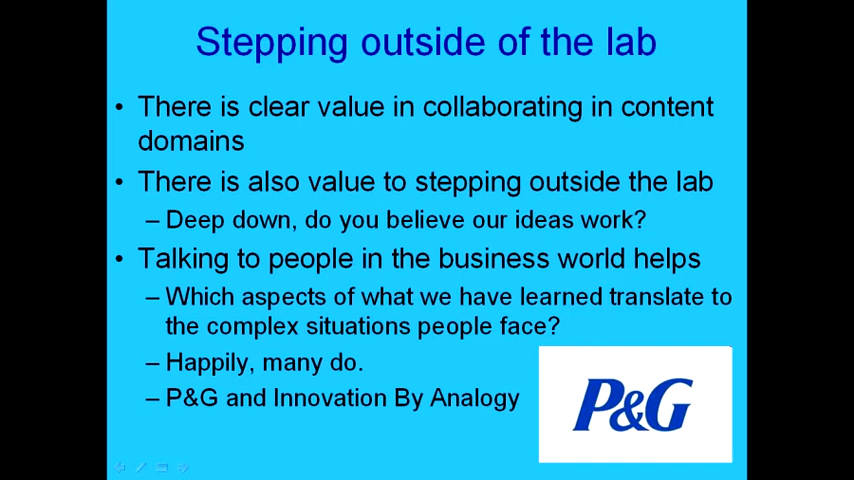 Stepping outside of the lab
• There is clear value in collaborating in content
domains
• There is also value to stepping outside the lab
– Deep down, do you believe our ideas work?
• Talking to people in the business world helps
– Which aspects of what we have learned translate to
the complex situations people face?
– Happily, many do.
– P&G and Innovation By Analogy
P&G